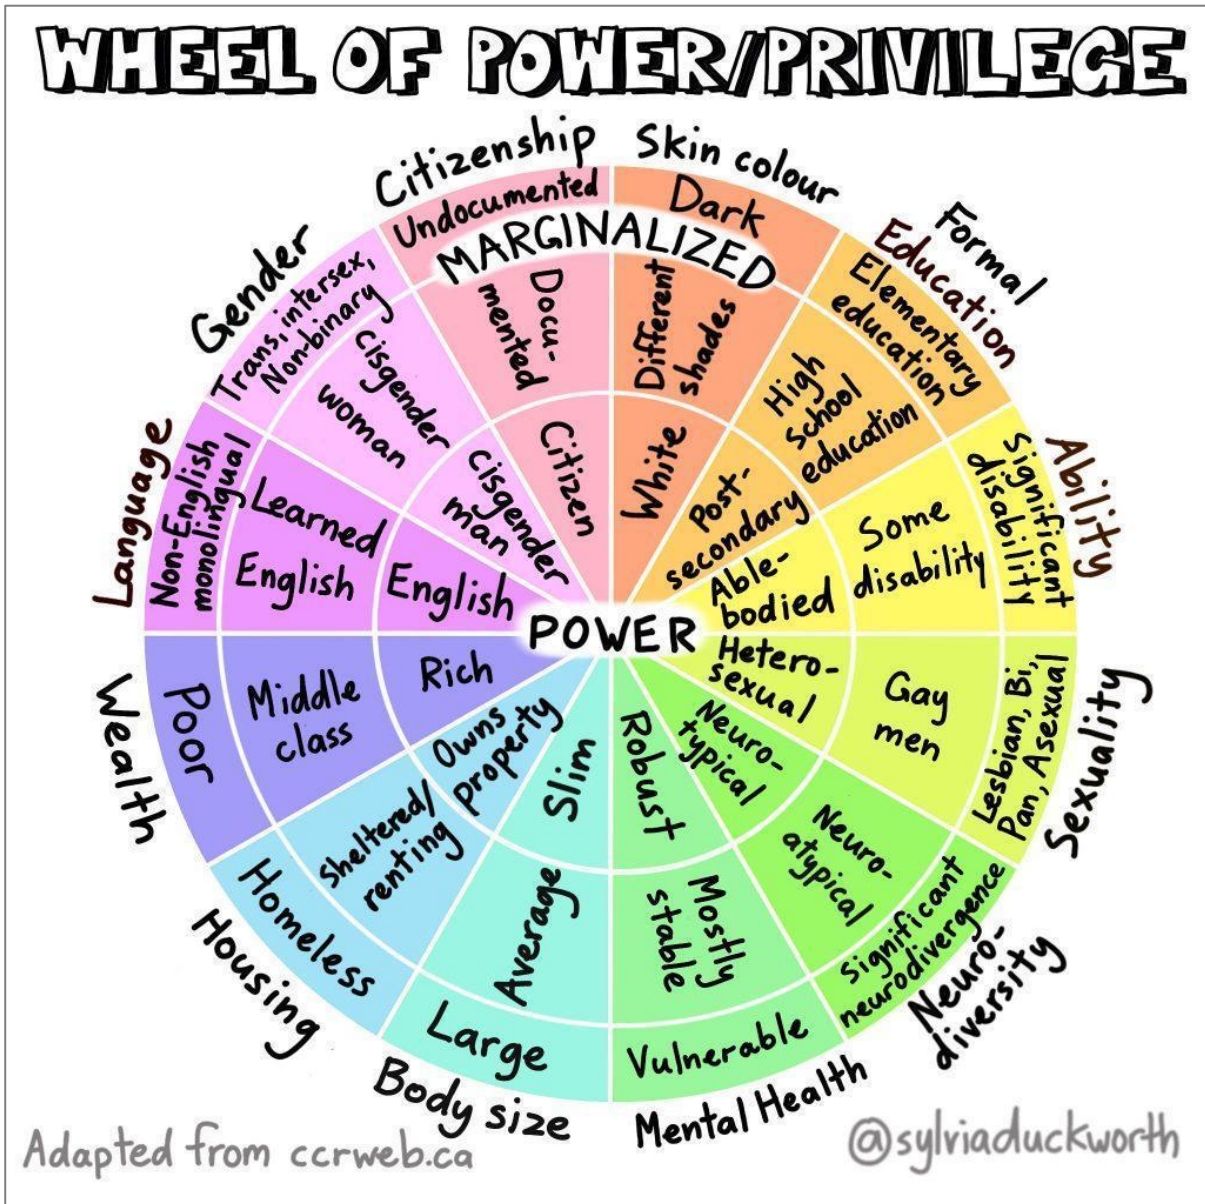 WHEEL OF POWER/PRIVILEGE
Citizenship
Undocumented
Docu-
mented
Citizen
Skin colour
Dark
Different
shades
White
Formal
Education
Elementary
education
High
school
education
Post-
secondary
Ability
Significant
disability
Some
disability
Able-
bodied
Sexuality
Lesbian, Bi,
Pan, Asexual
Gay
men
Hetero-
sexual
Neuro-
diversity
Significant
neurodivergence
Neuro-
atypical
Neuro-
typical
Mental Health
Vulnerable
Mostly
stable
Robust
Body size
Large
Average
Slim
Housing
Homeless
Sheltered/
renting
Owns
property
Wealth
Poor
Middle
class
Rich
Language
Non-English
monolingual
Learned
English
English
Gender
Trans, intersex,
Non-binary
cisgender
woman
cisgender
man
MARGINALIZED
POWER
Adapted from ccrweb.ca
@sylviaduckworth